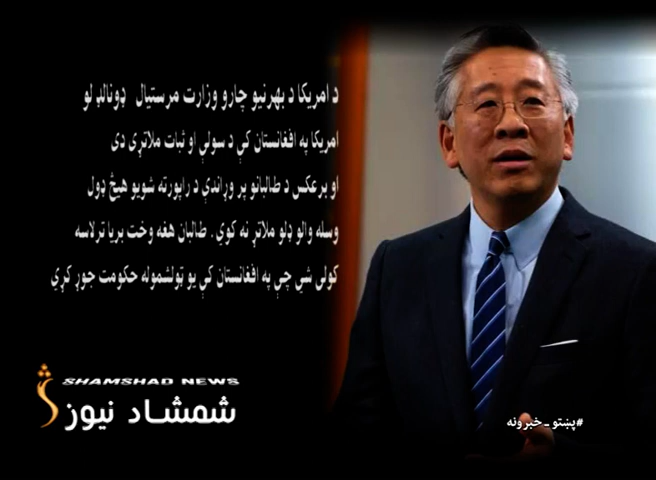 د امریکا د بهرنیو چارو وزارت مرستیال ډونالډ لو
امریکا په افغانستان کې د سولې او ثبات ملاتړی دی
او برعکس د طالبانو پر وړاندې د راپورته شویو هیڅ ډول
وسله والو ډلو ملاتړ نه کوي. طالبان هغه وخت بریا ترلاسه
کولی شي چې په افغانستان کې یو ټولشموله حکومت جوړ کړي
SHAMSHAD NEWS
شمشاد نیوز
#پښتو_خبرونه